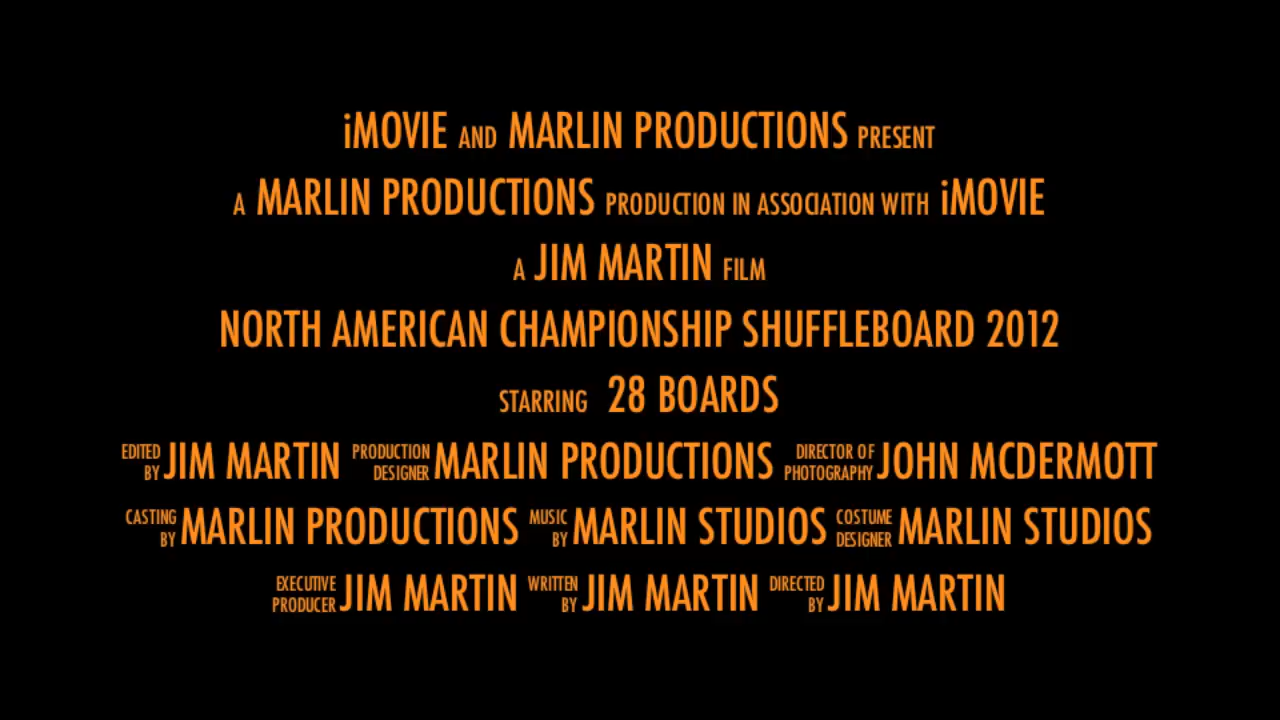 iMOVIE AND MARLIN PRODUCTIONS PRESENT
A MARLIN PRODUCTIONS PRODUCTION IN ASSOCIATION WITH iMOVIE
A JIM MARTIN FILM
NORTH AMERICAN CHAMPIONSHIP SHUFFLEBOARD 2012
STARRING 28 BOARDS
EDITED BY JIM MARTIN PRODUCTION DESIGNER MARLIN PRODUCTIONS DIRECTOR OF PHOTOGRAPHY JOHN MCDERMOTT
CASTING BY MARLIN PRODUCTIONS MUSIC BY MARLIN STUDIOS COSTUME DESIGNER MARLIN STUDIOS
EXECUTIVE PRODUCER JIM MARTIN WRITTEN BY JIM MARTIN DIRECTED BY JIM MARTIN